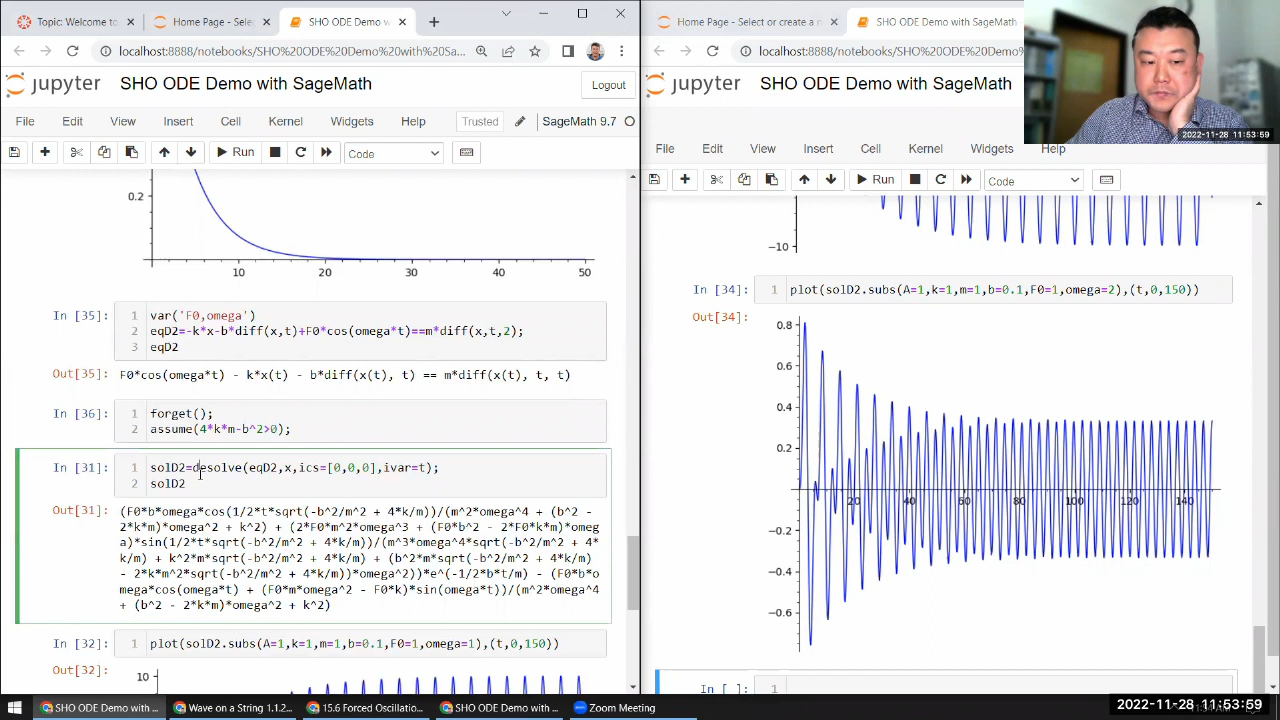 Topic: Welcome to
Home Page - Selec
SHO ODE Demo with
localhost:8888/notebooks/SHO%20ODE%20Demo%20with%20Sa...
jupyter SHO ODE Demo with SageMath
Logout
File Edit View Insert Cell Kernel Widgets Help Trusted SageMath 9.7
Run Code
0.2
10 20 30 40 50
In [35]:
1 var('F0,omega')
2 eqD2=-k*x-b*diff(x,t)+F0*cos(omega*t)==m*diff(x,t,2);
3 eqD2
Out[35]: F0*cos(omega*t) - k*x(t) - b*diff(x(t), t) == m*diff(x(t), t, t)
In [36]:
1 forget();
2 assume(4*k*m-b^2>0);
In [31]:
1 solD2=desolve(eqD2,x,ics=[0,0,0],ivar=t);
2 solD2
Out[31]: (F0*b*omega*cos(1/2*t*sqrt(-b^2/m^2 + 4*k/m))/(m^2*omega^4 + (b^2 -
2*k*m)*omega^2 + k^2) + (2*F0*m^2*omega^3 + (F0*b^2 - 2*F0*k*m)*omeg
a)*sin(1/2*t*sqrt(-b^2/m^2 + 4*k/m))/(m^3*omega^4*sqrt(-b^2/m^2 + 4*
k/m) + k^2*m*sqrt(-b^2/m^2 + 4*k/m) + (b^2*m*sqrt(-b^2/m^2 + 4*k/m)
- 2*k*m^2*sqrt(-b^2/m^2 + 4*k/m))*omega^2))*e^(-1/2*b*t/m) - (F0*b*o
mega*cos(omega*t) + (F0*m*omega^2 - F0*k)*sin(omega*t))/(m^2*omega^4
+ (b^2 - 2*k*m)*omega^2 + k^2)
In [32]:
1 plot(solD2.subs(A=1,k=1,m=1,b=0.1,F0=1,omega=1),(t,0,150))
Out[32]:
10
Home Page - Select or create a n
SHO ODE Demo with SageMath
localhost:8888/notebooks/SHO%20ODE%20Demo
jupyter SHO ODE Demo with SageMath
File Edit View Insert Cell Kernel Widgets Help
Run Code
-10
In [34]:
1 plot(solD2.subs(A=1,k=1,m=1,b=0.1,F0=1,omega=2),(t,0,150))
Out[34]:
0.8
0.6
0.4
0.2
20 40 60 80 100 120 140
-0.2
-0.4
-0.6
In [ ]: 1
2022-11-28 11:53:59
SHO ODE Demo with ...
Wave on a String 1.1.2...
15.6 Forced Oscillatio...
SHO ODE Demo with ...
Zoom Meeting
2022-11-28 11:53:59